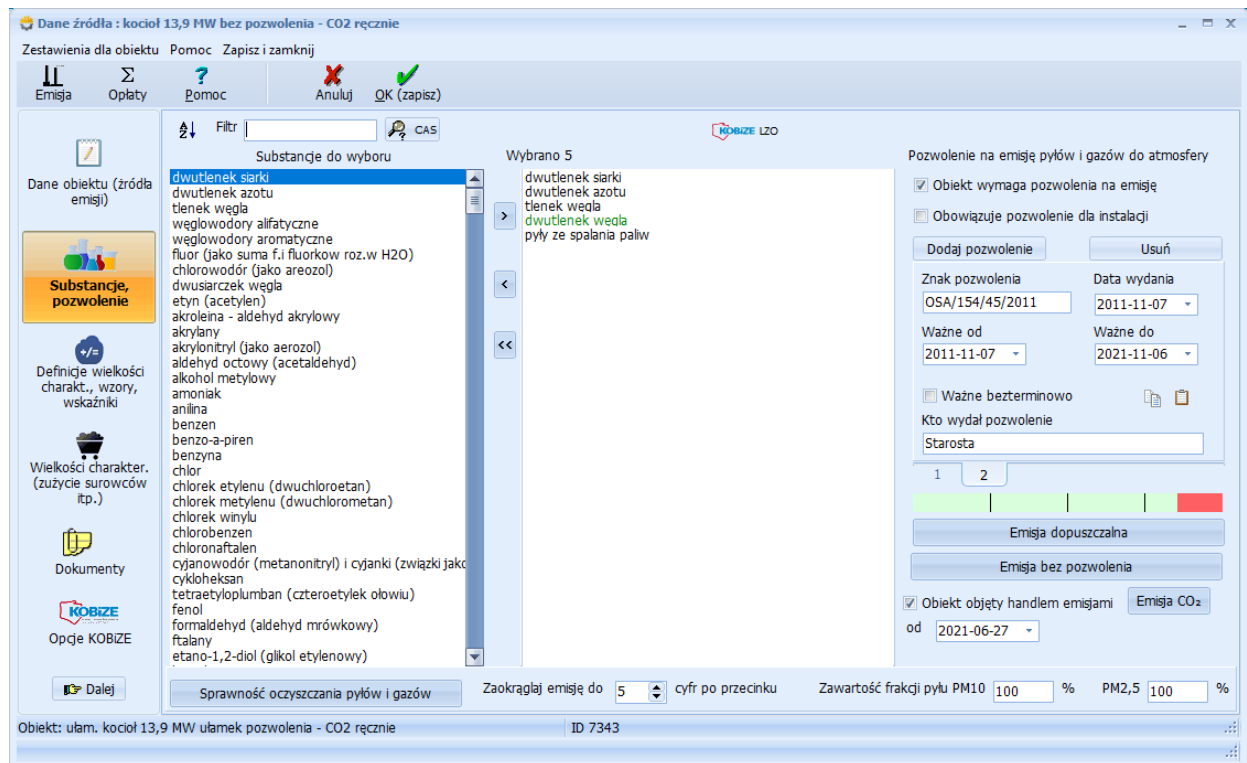 Dane źródła : kocioł 13,9 MW bez pozwolenia - CO2 ręcznie
Zestawienia dla obiektu Pomoc Zapisz i zamknij
Emisja Opłaty Pomoc Anuluj OK (zapisz)
Filtr CAS
KOBiZE LZO
Dane obiektu (źródła
emisji)
Substancje,
pozwolenie
Definicje wielkości
charakt., wzory,
wskaźniki
Wielkości charakter.
(zużycie surowców
itp.)
Dokumenty
KOBiZE
Opcje KOBiZE
Dalej
Substancje do wyboru
dwutlenek siarki
dwutlenek azotu
tlenek węgla
węglowodory alifatyczne
węglowodory aromatyczne
fluor (jako suma f.i fluorkow roz.w H2O)
chlorowodór (jako areozol)
dwusiarczek węgla
etyn (acetylen)
akroleina - aldehyd akrylowy
akrylany
akrylonitryl (jako aerozol)
aldehyd octowy (acetaldehyd)
alkohol metylowy
amoniak
anilina
benzen
benzo-a-piren
benzyna
chlor
chlorek etylenu (dwuchloroetan)
chlorek metylenu (dwuchlorometan)
chlorek winylu
chlorobenzen
chloronaftalen
cyjanowodór (metanonitryl) i cyjanki (związki jako
cykloheksan
tetraetyloplumban (czteroetylek ołowiu)
fenol
formaldehyd (aldehyd mrówkowy)
ftalany
etano-1,2-diol (glikol etylenowy)
>
<
<<
Wybrano 5
dwutlenek siarki
dwutlenek azotu
tlenek węgla
dwutlenek węgla
pyły ze spalania paliw
Pozwolenie na emisję pyłów i gazów do atmosfery
Obiekt wymaga pozwolenia na emisję
Obowiązuje pozwolenie dla instalacji
Dodaj pozwolenie Usuń
Znak pozwolenia Data wydania
OSA/154/45/2011 2011-11-07
Ważne od Ważne do
2011-11-07 2021-11-06
Ważne bezterminowo
Kto wydał pozwolenie
Starosta
1 2
Emisja dopuszczalna
Emisja bez pozwolenia
Obiekt objęty handlem emisjami Emisja CO₂
od 2021-06-27
Sprawność oczyszczania pyłów i gazów Zaokrąglaj emisję do 5 cyfr po przecinku Zawartość frakcji pyłu PM10 100 % PM2,5 100 %
Obiekt: ułam. kocioł 13,9 MW ułamek pozwolenia - CO2 ręcznie ID 7343